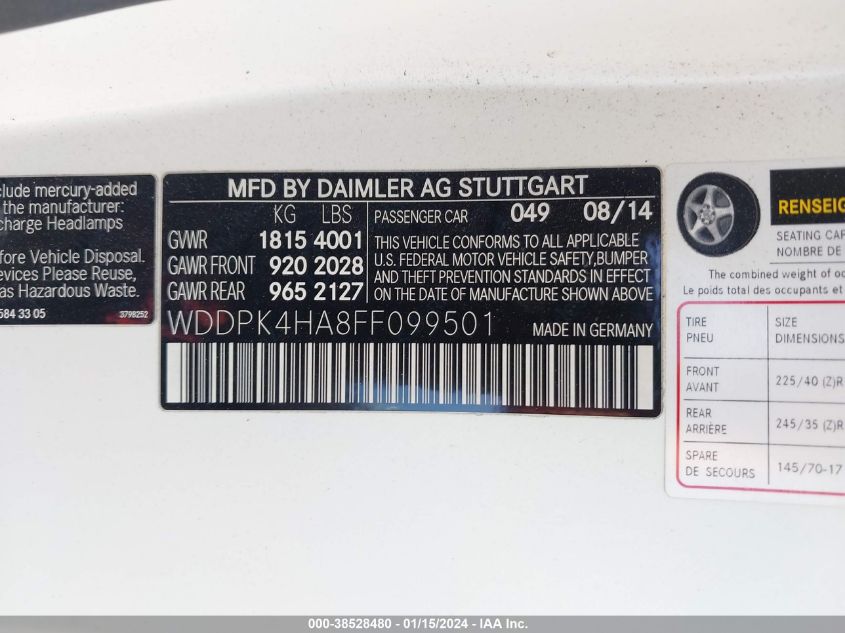 clude mercury-added
the manufacturer:
charge Headlamps
fore Vehicle Disposal.
evices Please Reuse,
as Hazardous Waste.
584 33 05
3798252
MFD BY DAIMLER AG STUTTGART
KG LBS
GVWR 1815 4001
GAWR FRONT 920 2028
GAWR REAR 965 2127
PASSENGER CAR 049 08/14
THIS VEHICLE CONFORMS TO ALL APPLICABLE
U.S. FEDERAL MOTOR VEHICLE SAFETY, BUMPER
AND THEFT PREVENTION STANDARDS IN EFFECT
ON THE DATE OF MANUFACTURE SHOWN ABOVE
WDDPK4HA8FF099501
MADE IN GERMANY
RENSEIG
SEATING CAP
NOMBRE DE
The combined weight of oc
Le poids total des occupants et
TIRE
PNEU
SIZE
DIMENSIONS
FRONT
AVANT
225/40 (Z)R
REAR
ARRIÈRE
245/35 (Z)R
SPARE
DE SECOURS
145/70-17
000-38528480 - 01/15/2024 - IAA Inc.